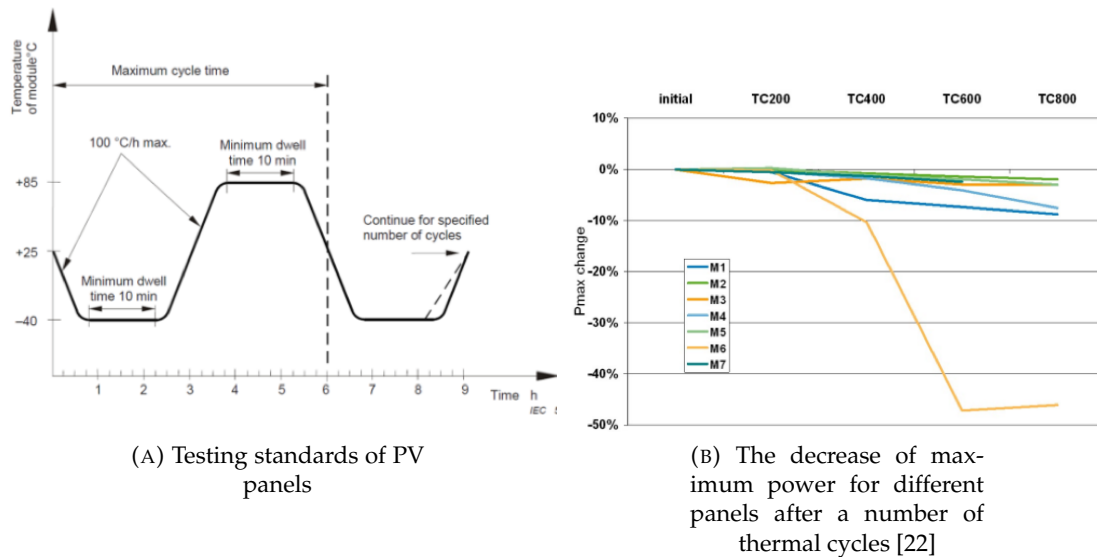 Temperature
of module°C
Maximum cycle time
100 °C/h max.
Minimum dwell
time 10 min
+85
Continue for specified
number of cycles
+25
Minimum dwell
time 10 min
–40
1 2 3 4 5 6 7 8 9
Time h
IEC
(A) Testing standards of PV
panels
initial TC200 TC400 TC600 TC800
10%
0%
-10%
-20%
-30%
-40%
-50%
Pmax change
M1
M2
M3
M4
M5
M6
M7
(B) The decrease of max-
imum power for different
panels after a number of
thermal cycles [22]